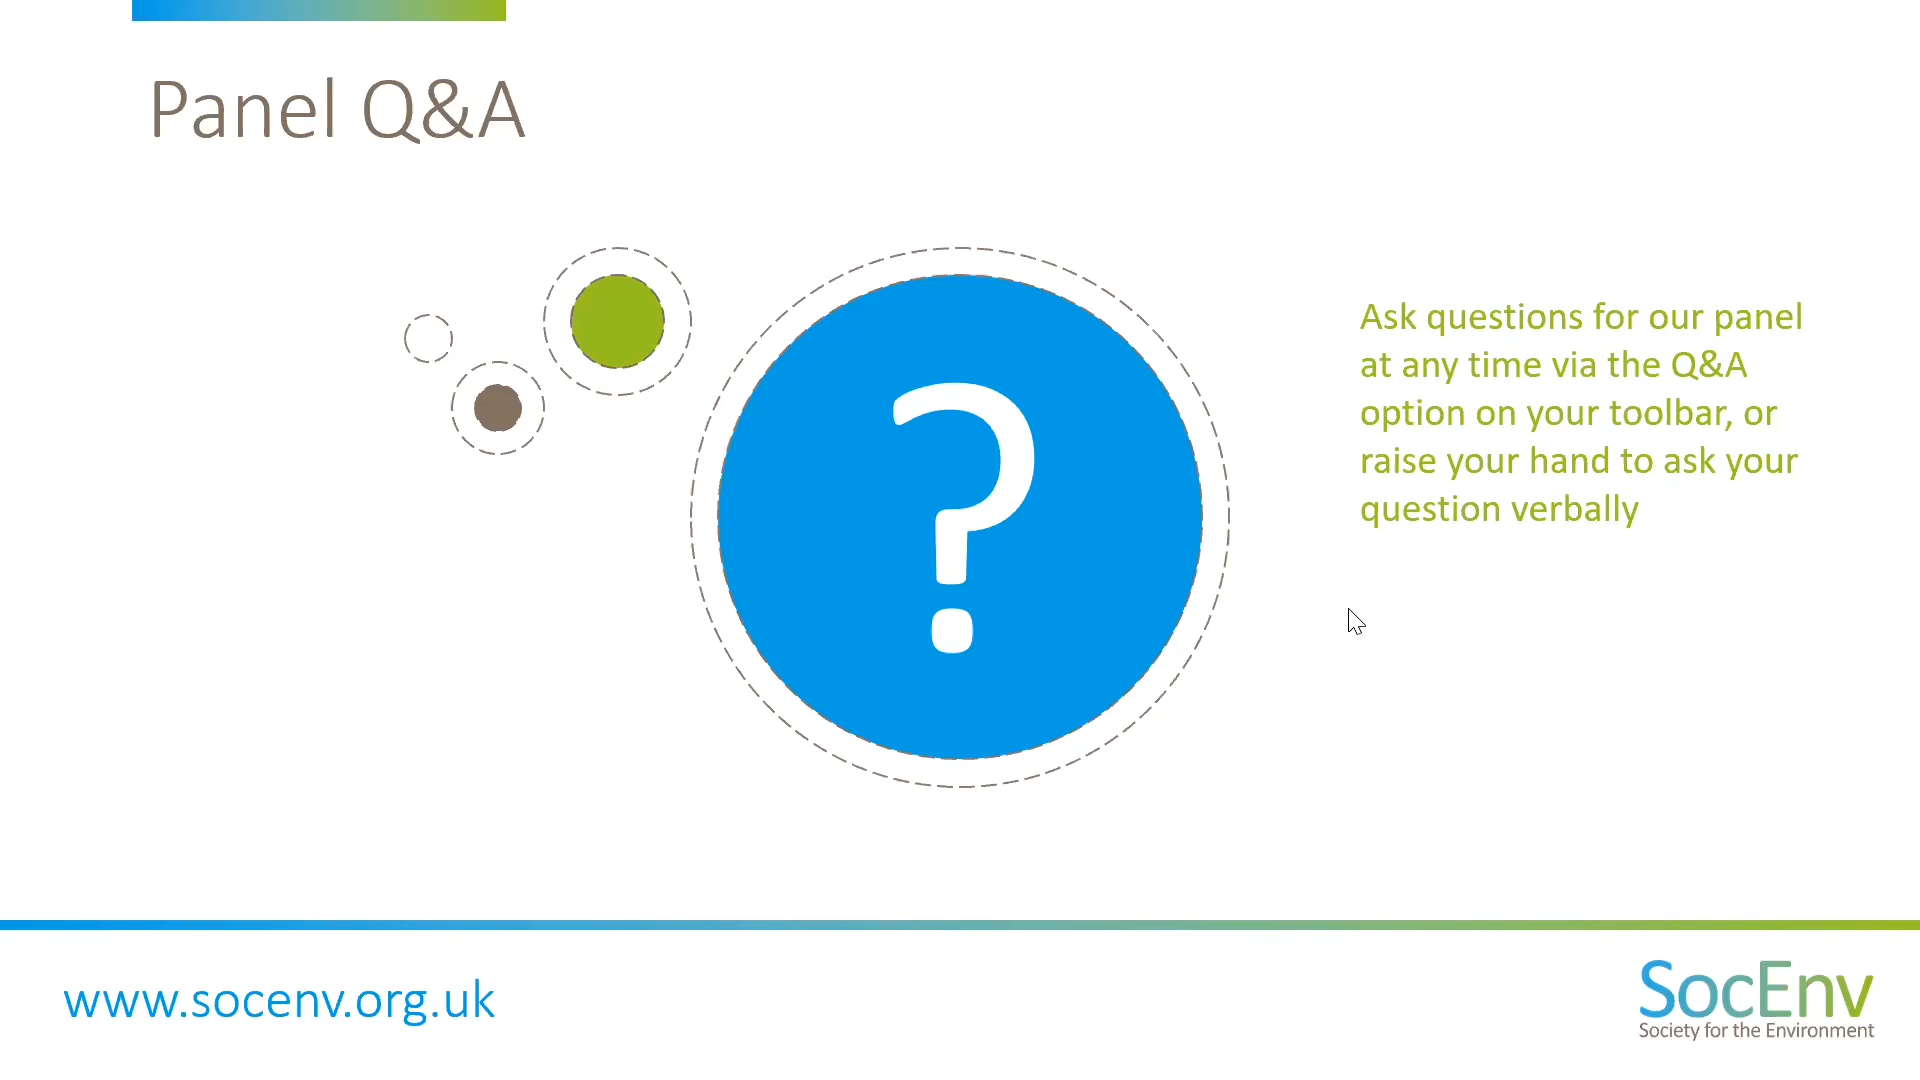 Panel Q&A
?
Ask questions for our panel
at any time via the Q&A
option on your toolbar, or
raise your hand to ask your
question verbally
www.socenv.org.uk
SocEnv
Society for the Environment